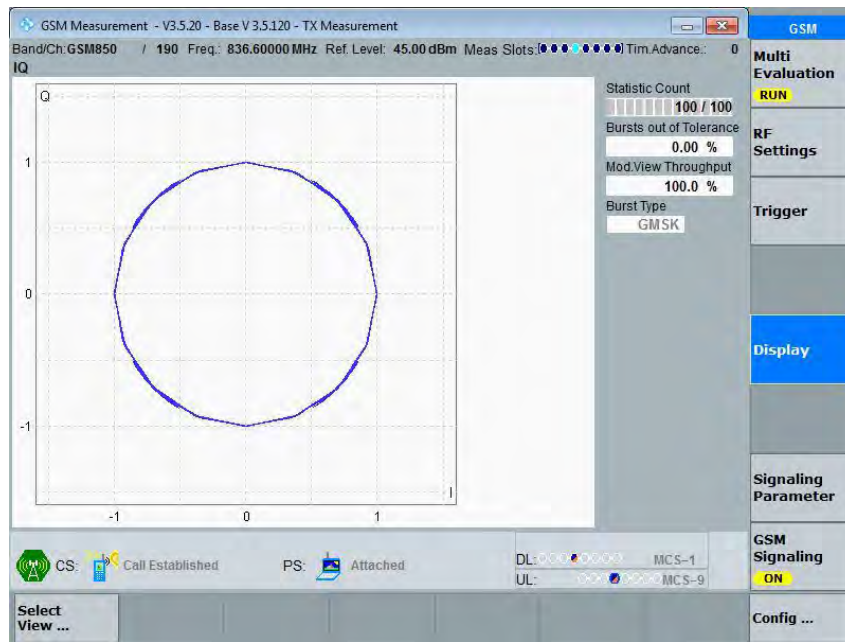 GSM Measurement - V3.5.20 - Base V 3.5.120 - TX Measurement
GSM
Band/Ch: GSM850 / 190 Freq.: 836.60000 MHz Ref. Level: 45.00 dBm Meas Slots: Tim.Advance.: 0
IQ
Q
1
0
-1
I
-1 0 1
Statistic Count
100 / 100
Bursts out of Tolerance
0.00 %
Mod.View Throughput
100.0 %
Burst Type
GMSK
Multi
Evaluation
RUN
RF
Settings
Trigger
Display
Signaling
Parameter
GSM
Signaling
ON
CS: Call Established PS: Attached
DL: MCS-1
UL: MCS-9
Select
View ...
Config ...